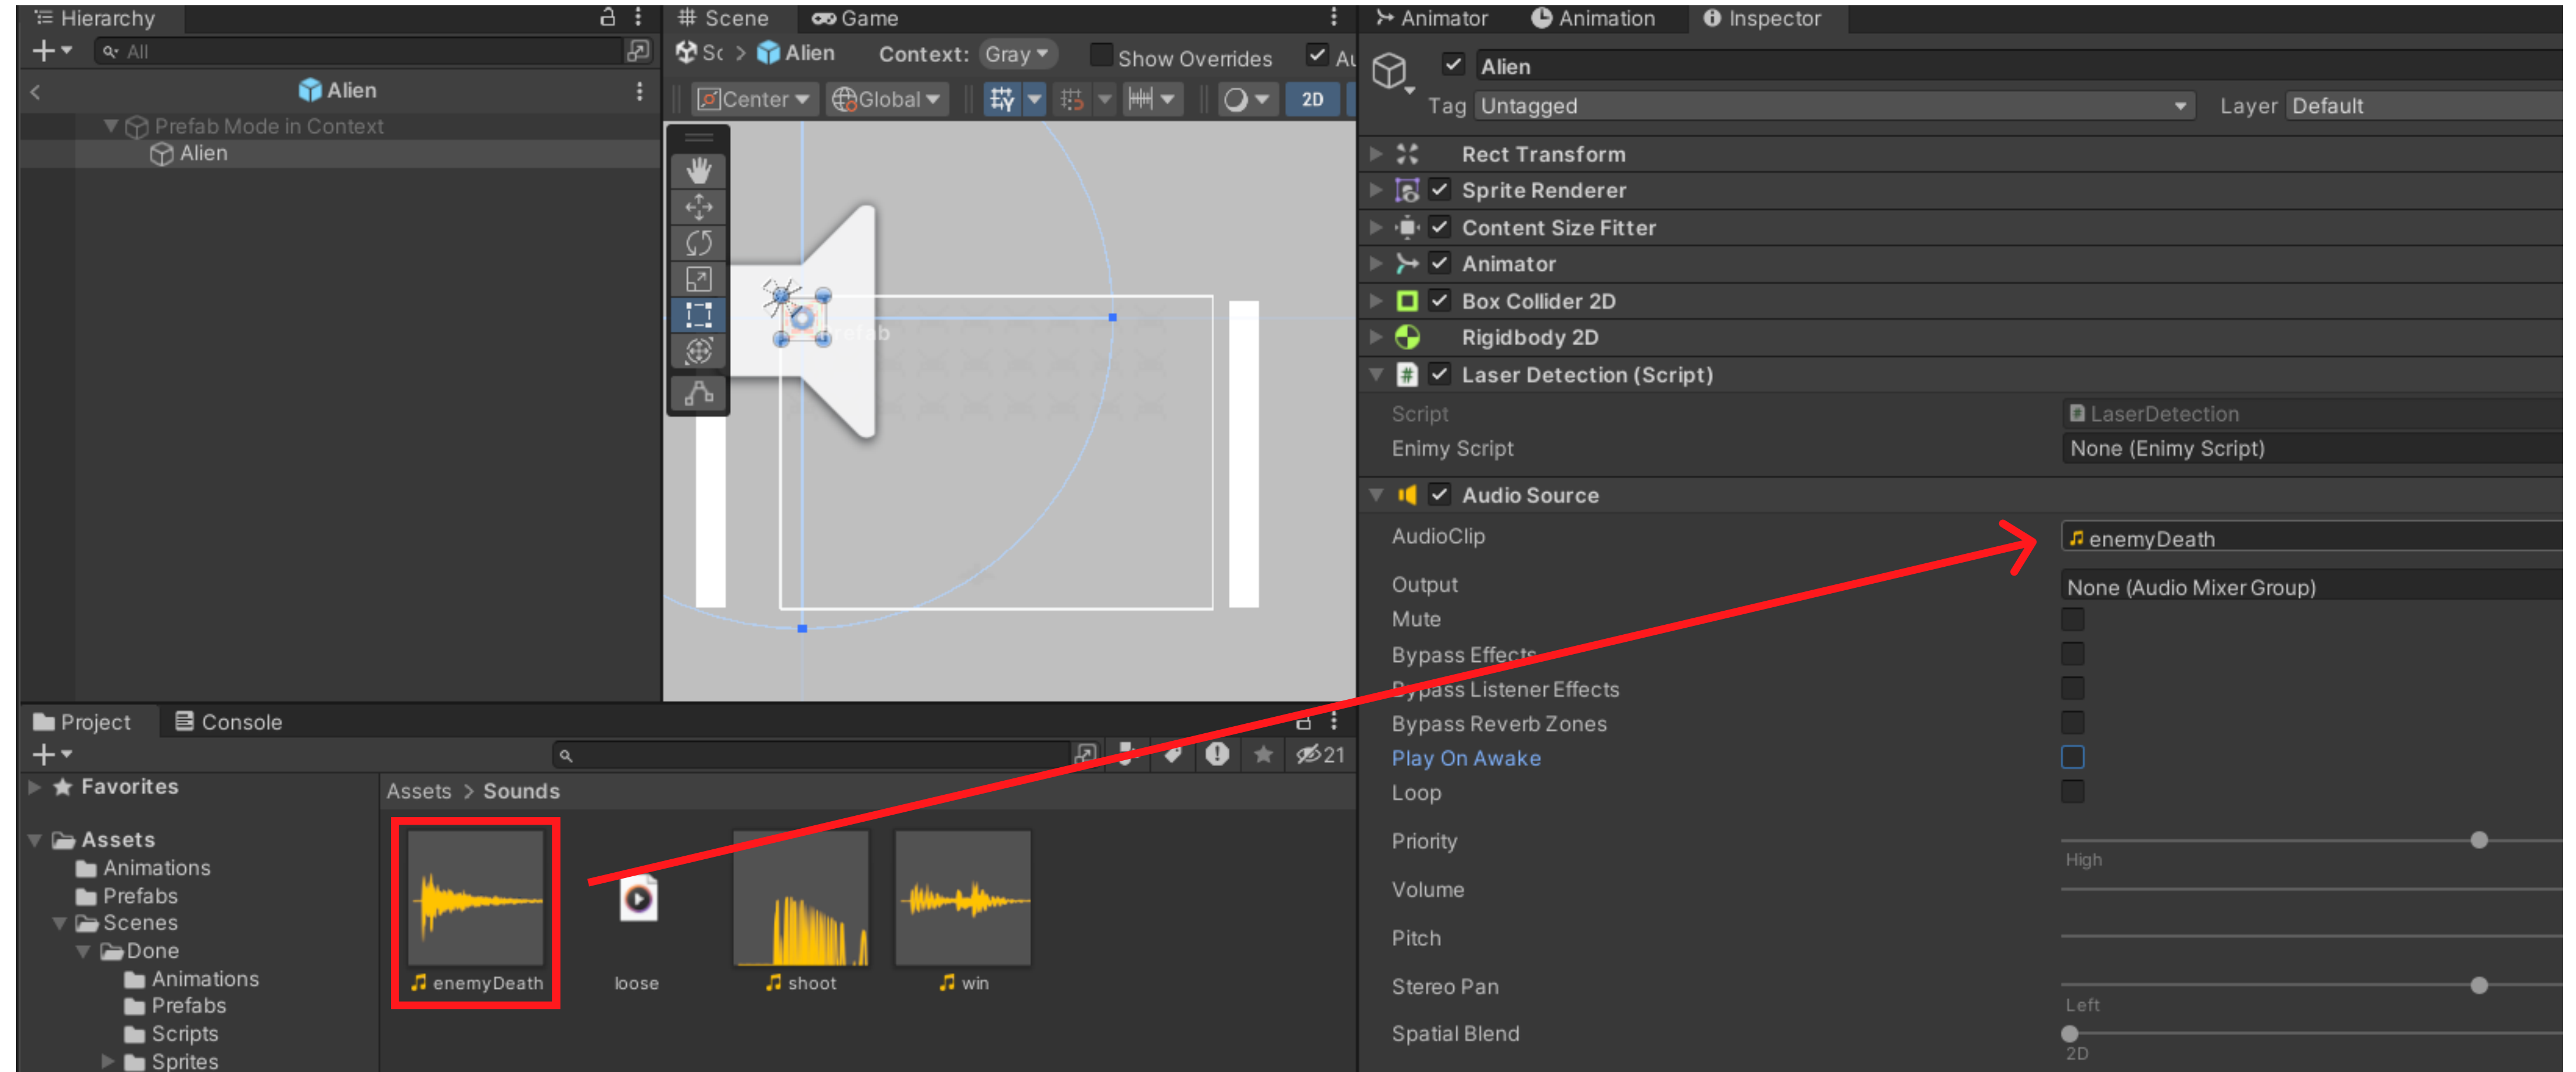 Hierarchy
All
Alien
Prefab Mode in Context
Alien
Scene
Game
Sc > Alien
Context: Gray
Show Overrides
Au
Center
Global
2D
Prefab
Animator
Animation
Inspector
Alien
Tag Untagged
Layer Default
Rect Transform
Sprite Renderer
Content Size Fitter
Animator
Box Collider 2D
Rigidbody 2D
Laser Detection (Script)
Script
LaserDetection
Enimy Script
None (Enimy Script)
Audio Source
AudioClip
enemyDeath
Output
None (Audio Mixer Group)
Mute
Bypass Effects
Bypass Listener Effects
Bypass Reverb Zones
Play On Awake
Loop
Priority
High
Volume
Pitch
Stereo Pan
Left
Spatial Blend
2D
Project
Console
21
Favorites
Assets
Animations
Prefabs
Scenes
Done
Animations
Prefabs
Scripts
Sprites
Assets > Sounds
enemyDeath
loose
shoot
win